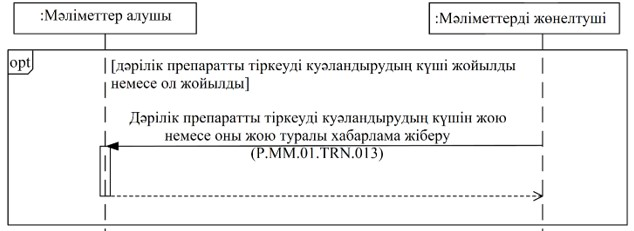 :Мәліметтер алушы
:Мәліметтерді жөнелтуші
opt
[дәрілік препаратты тіркеуді куәландырудың күші жойылды
немесе ол жойылды]
Дәрілік препаратты тіркеуді куәландырудың күшін жою
немесе оны жою туралы хабарлама жіберу
(P.MM.01.TRN.013)